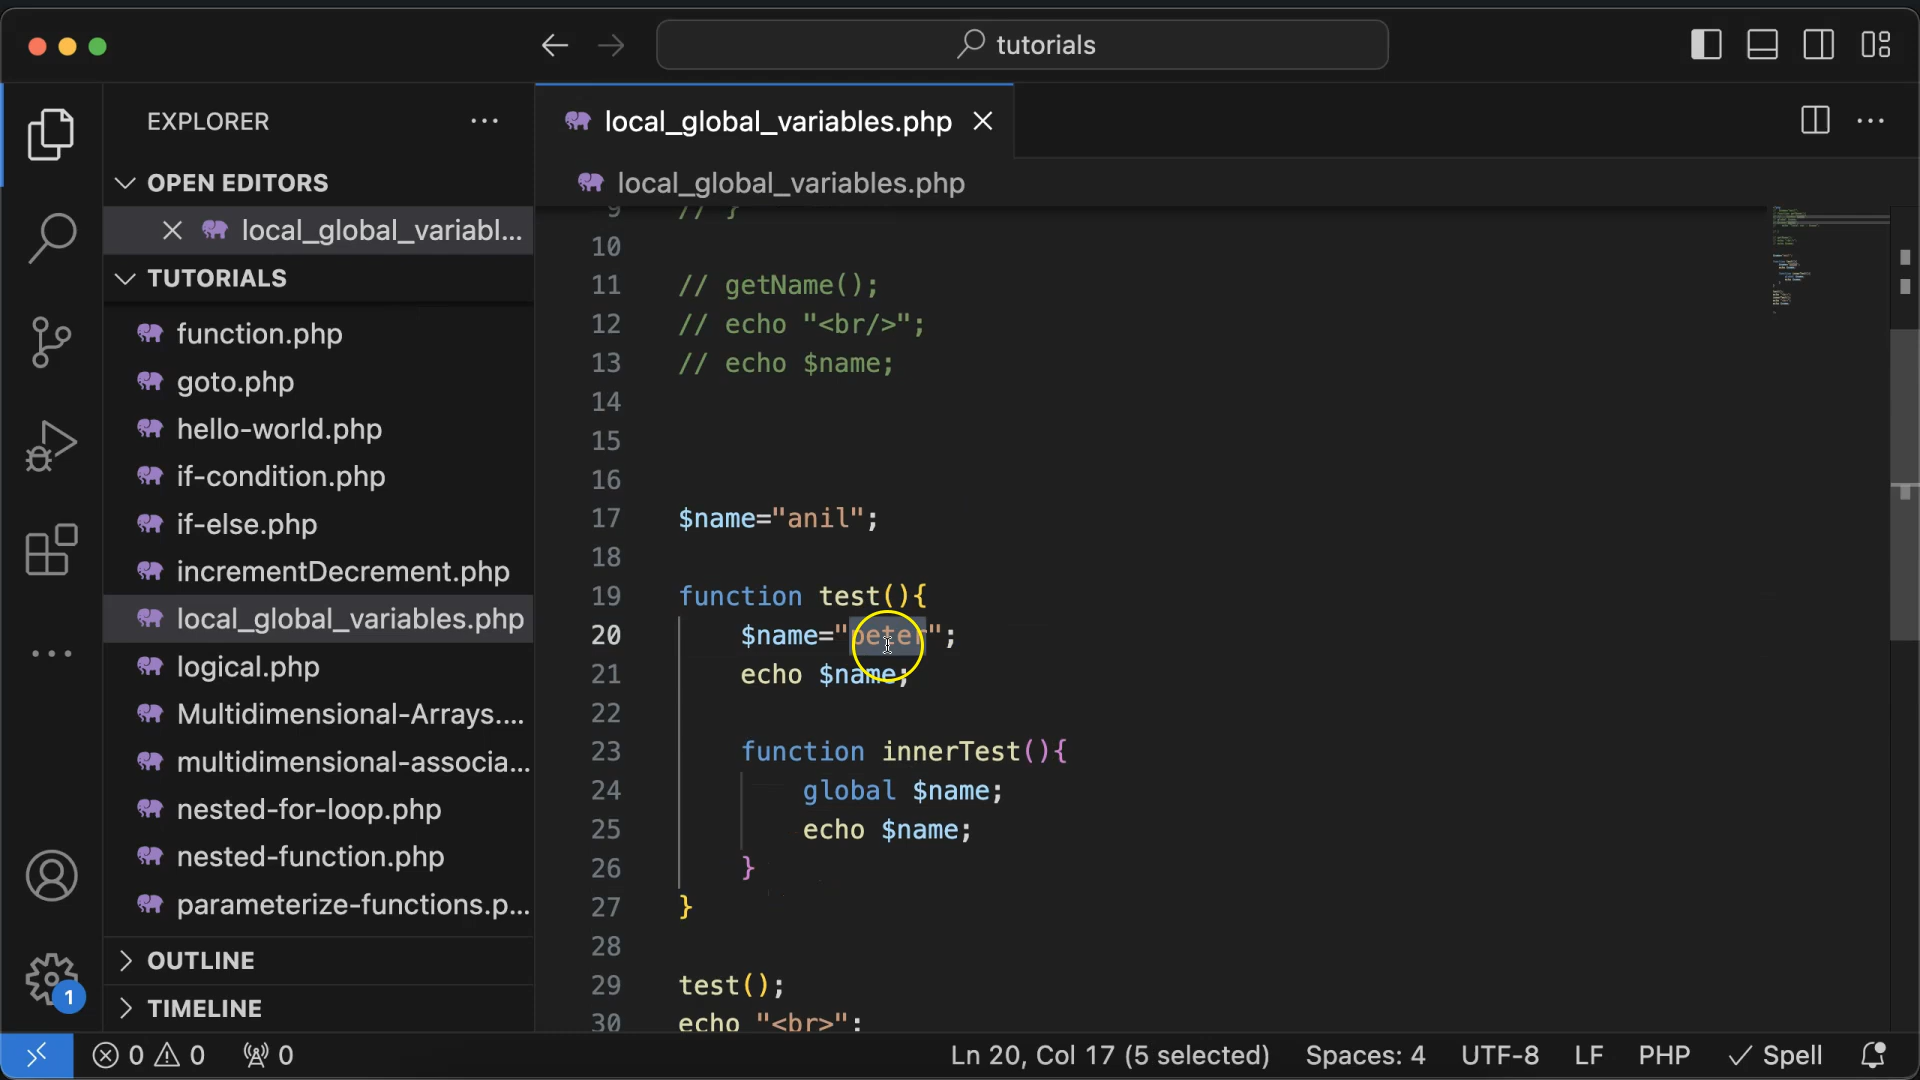 tutorials
EXPLORER
OPEN EDITORS
local_global_variabl...
TUTORIALS
function.php
goto.php
hello-world.php
if-condition.php
if-else.php
incrementDecrement.php
local_global_variables.php
logical.php
Multidimensional-Arrays....
multidimensional-associa...
nested-for-loop.php
nested-function.php
parameterize-functions.p...
OUTLINE
TIMELINE
1
local_global_variables.php
local_global_variables.php
9 // }
10
11 // getName();
12 // echo "<br/>";
13 // echo $name;
14
15
16
17 $name="anil";
18
19 function test(){
20 $name="peter";
21 echo $name;
22
23 function innerTest(){
24 global $name;
25 echo $name;
26 }
27 }
28
29 test();
30 echo "<br>";
0 0 0 Ln 20, Col 17 (5 selected) Spaces: 4 UTF-8 LF PHP Spell